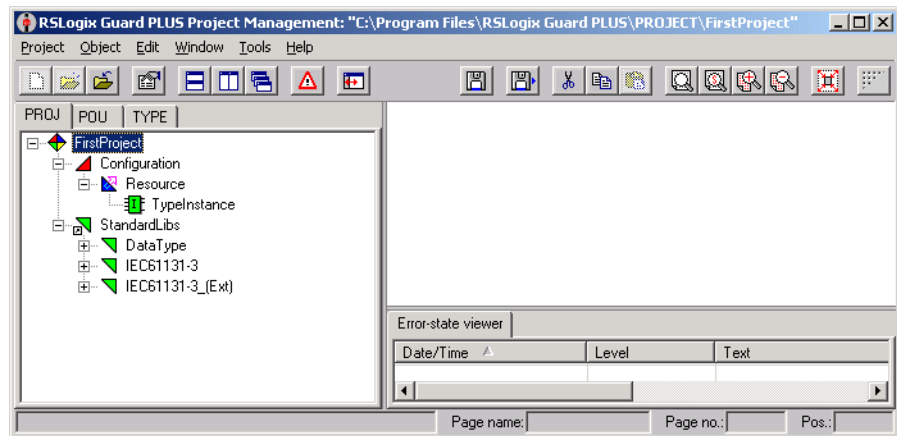 RSLogix Guard PLUS Project Management: "C:\Program Files\RSLogix Guard PLUS\PROJECT\FirstProject"
Project Object Edit Window Tools Help
PROJ POU TYPE
FirstProject
Configuration
Resource
TypeInstance
StandardLibs
DataType
IEC61131-3
IEC61131-3_(Ext)
Error-state viewer
Date/Time Level Text
Page name: Page no.: Pos.: